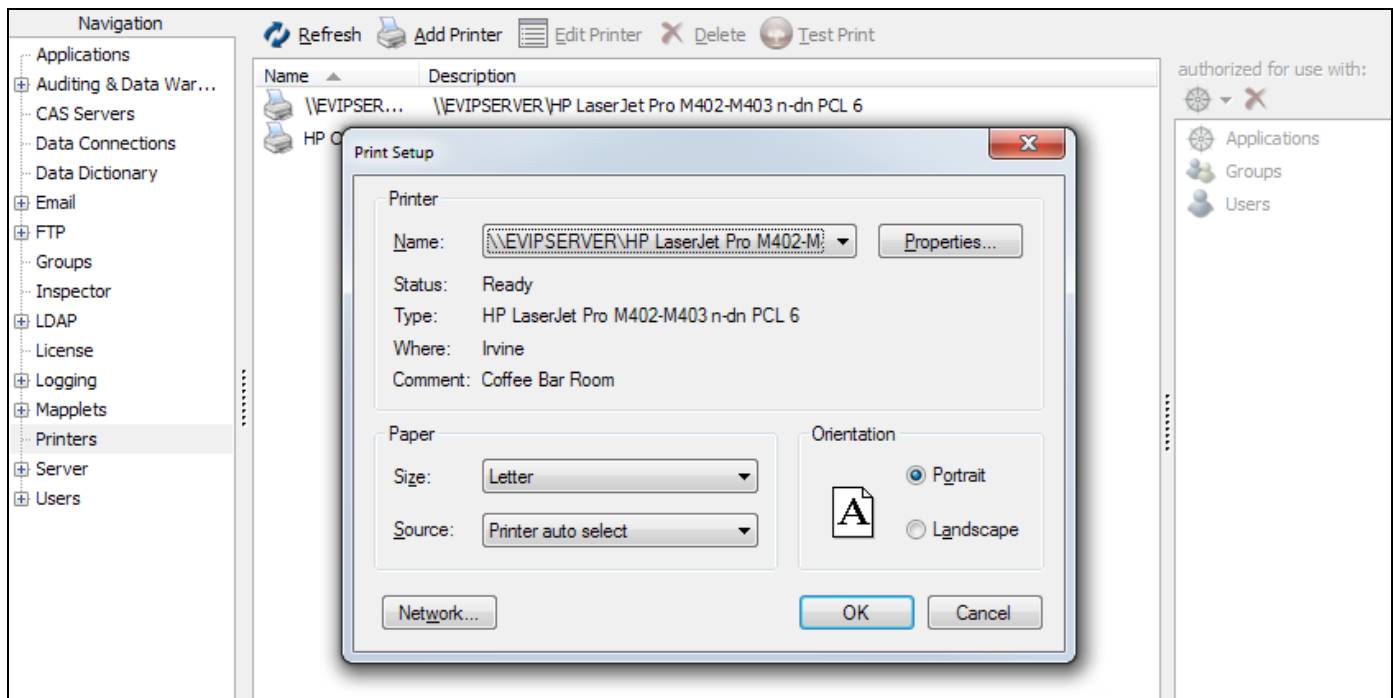 Navigation
Applications
Auditing & Data War...
CAS Servers
Data Connections
Data Dictionary
Email
FTP
Groups
Inspector
LDAP
License
Logging
Mapplets
Printers
Server
Users
Refresh Add Printer Edit Printer Delete Test Print
Name Description
\\EVIPSER... \\EVIPSERVER\HP LaserJet Pro M402-M403 n-dn PCL 6
HP
Print Setup
Printer
Name: \\EVIPSERVER\HP LaserJet Pro M402-M Properties...
Status: Ready
Type: HP LaserJet Pro M402-M403 n-dn PCL 6
Where: Irvine
Comment: Coffee Bar Room
Paper
Size: Letter
Source: Printer auto select
Orientation
A
Portrait
Landscape
Network... OK Cancel
authorized for use with:
Applications
Groups
Users